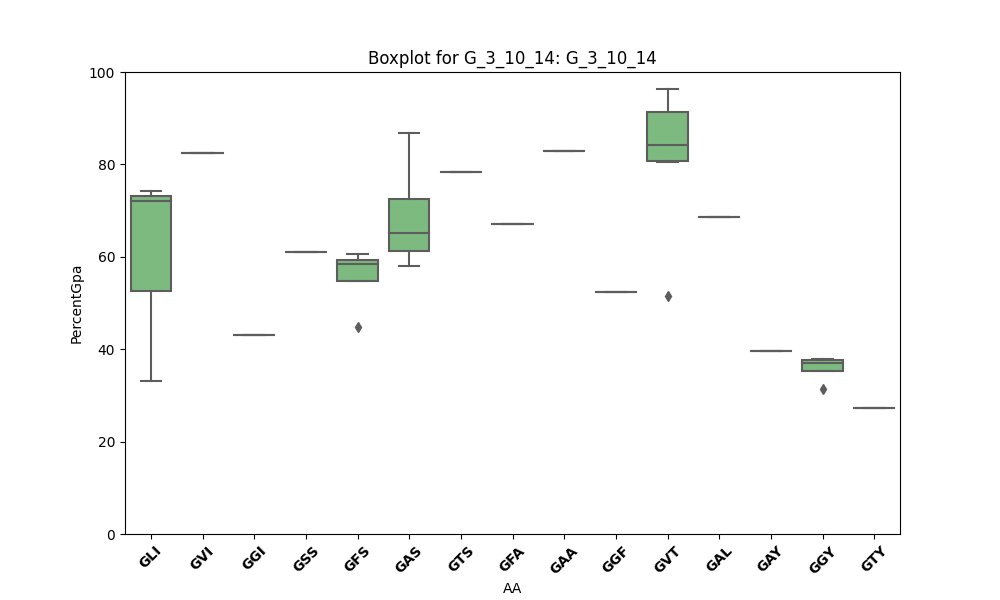 Boxplot for G_3_10_14: G_3_10_14
PercentGpa
100
80
60
40
20
0
GLI GVI GGI GSS GFS GAS GTS GFA GAA GGF GVT GAL GAY GGY GTY
AA